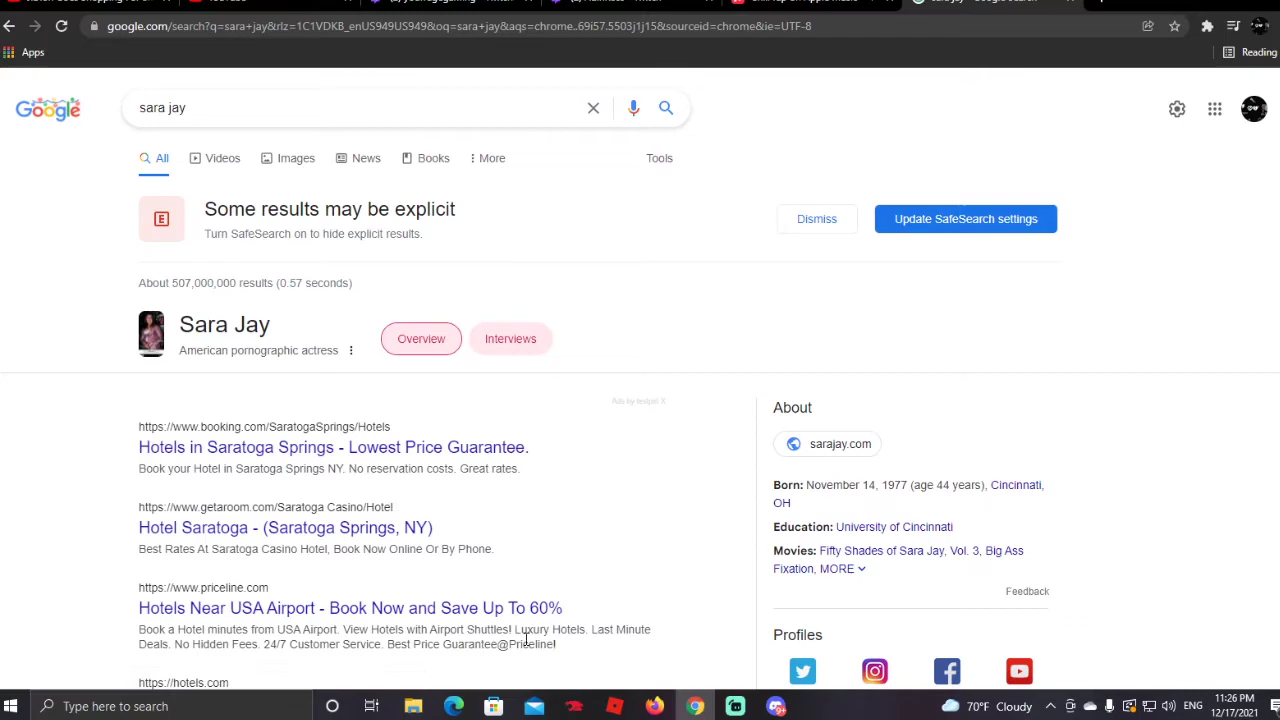 google.com/search?q=sara+jay&rlz=1C1VDKB_enUS949US949&oq=sara+jay&aqs=chrome..69i57.5503j1j15&sourceid=chrome&ie=UTF-8
Apps
Reading
Google
sara jay
All
Videos
Images
News
Books
More
Tools
E
Some results may be explicit
Turn SafeSearch on to hide explicit results.
Dismiss
Update SafeSearch settings
About 507,000,000 results (0.57 seconds)
Sara Jay
American pornographic actress
Overview
Interviews
https://www.booking.com/SaratogaSprings/Hotels
Hotels in Saratoga Springs - Lowest Price Guarantee.
Book your Hotel in Saratoga Springs NY. No reservation costs. Great rates.
https://www.getaroom.com/Saratoga Casino/Hotel
Hotel Saratoga - (Saratoga Springs, NY)
Best Rates At Saratoga Casino Hotel, Book Now Online Or By Phone.
https://www.priceline.com
Hotels Near USA Airport - Book Now and Save Up To 60%
Book a Hotel minutes from USA Airport. View Hotels with Airport Shuttles! Luxury Hotels. Last Minute
Deals. No Hidden Fees. 24/7 Customer Service. Best Price Guarantee@Priceline!
https://hotels.com
About
sarajay.com
Born: November 14, 1977 (age 44 years), Cincinnati,
OH
Education: University of Cincinnati
Movies: Fifty Shades of Sara Jay, Vol. 3, Big Ass
Fixation, MORE
Feedback
Profiles
Type here to search
70°F Cloudy
ENG
11:26 PM
12/17/2021